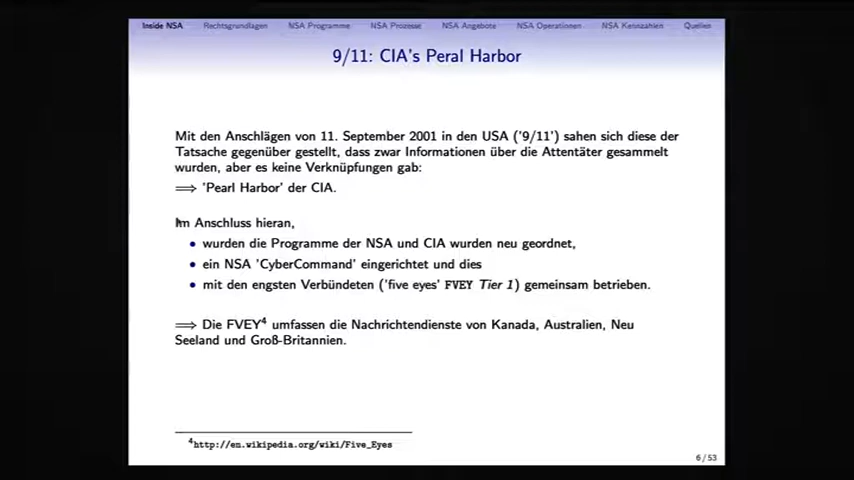 Inside NSA Rechtsgrundlagen NSA Programme NSA Prozesse NSA Angebote NSA Operationen NSA Kennzahlen Quellen
9/11: CIA's Peral Harbor
Mit den Anschlägen von 11. September 2001 in den USA ('9/11') sahen sich diese der
Tatsache gegenüber gestellt, dass zwar Informationen über die Attentäter gesammelt
wurden, aber es keine Verknüpfungen gab:
⟹ 'Pearl Harbor' der CIA.
Im Anschluss hieran,
• wurden die Programme der NSA und CIA wurden neu geordnet,
• ein NSA 'CyberCommand' eingerichtet und dies
• mit den engsten Verbündeten ('five eyes' FVEY Tier 1) gemeinsam betrieben.
⟹ Die FVEY4 umfassen die Nachrichtendienste von Kanada, Australien, Neu
Seeland und Groß-Britannien.
4http://en.wikipedia.org/wiki/Five_Eyes
6/53